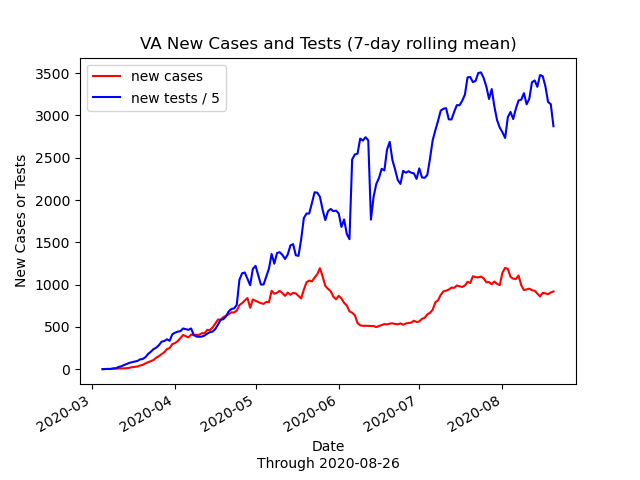 VA New Cases and Tests (7-day rolling mean)
new cases
new tests / 5
New Cases or Tests
3500
3000
2500
2000
1500
1000
500
0
2020-03
2020-04
2020-05
2020-06
2020-07
2020-08
Date
Through 2020-08-26